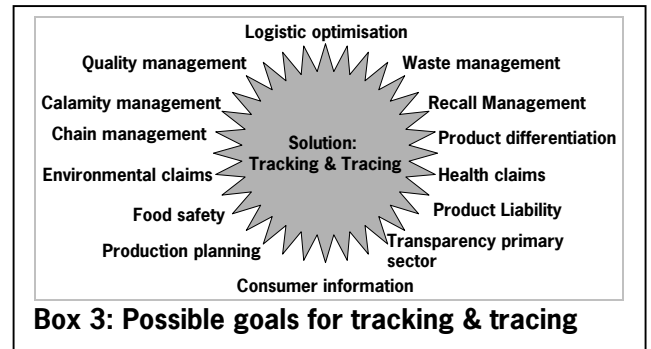 Logistic optimisation
Quality management
Waste management
Calamity management
Recall Management
Chain management
Product differentiation
Solution:
Tracking & Tracing
Environmental claims
Health claims
Food safety
Product Liability
Production planning
Transparency primary
sector
Consumer information
Box 3: Possible goals for tracking & tracing